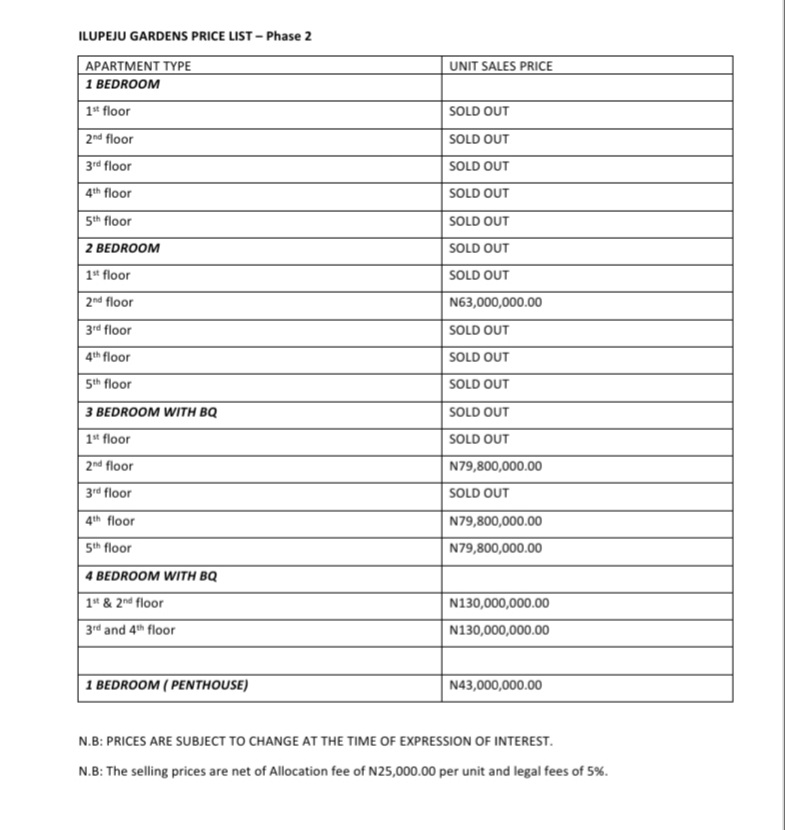 ILUPEJU GARDENS PRICE LIST – Phase 2
APARTMENT TYPE UNIT SALES PRICE
1 BEDROOM
1st floor SOLD OUT
2nd floor SOLD OUT
3rd floor SOLD OUT
4th floor SOLD OUT
5th floor SOLD OUT
2 BEDROOM SOLD OUT
1st floor SOLD OUT
2nd floor N63,000,000.00
3rd floor SOLD OUT
4th floor SOLD OUT
5th floor SOLD OUT
3 BEDROOM WITH BQ SOLD OUT
1st floor SOLD OUT
2nd floor N79,800,000.00
3rd floor SOLD OUT
4th floor N79,800,000.00
5th floor N79,800,000.00
4 BEDROOM WITH BQ
1st & 2nd floor N130,000,000.00
3rd and 4th floor N130,000,000.00
1 BEDROOM ( PENTHOUSE) N43,000,000.00
N.B: PRICES ARE SUBJECT TO CHANGE AT THE TIME OF EXPRESSION OF INTEREST.
N.B: The selling prices are net of Allocation fee of N25,000.00 per unit and legal fees of 5%.